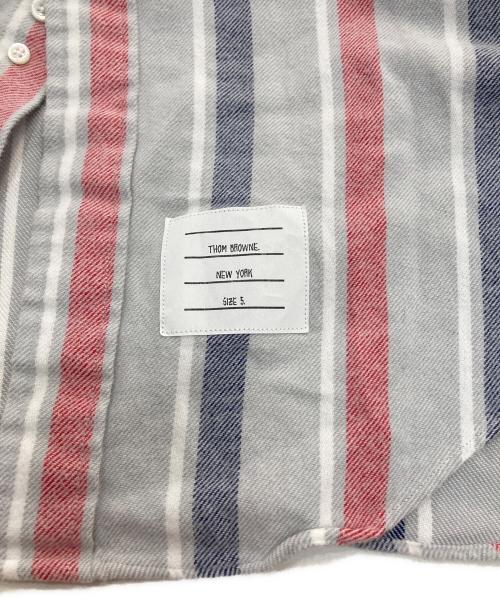 THOM BROWNE.
NEW YORK
SIZE 5.